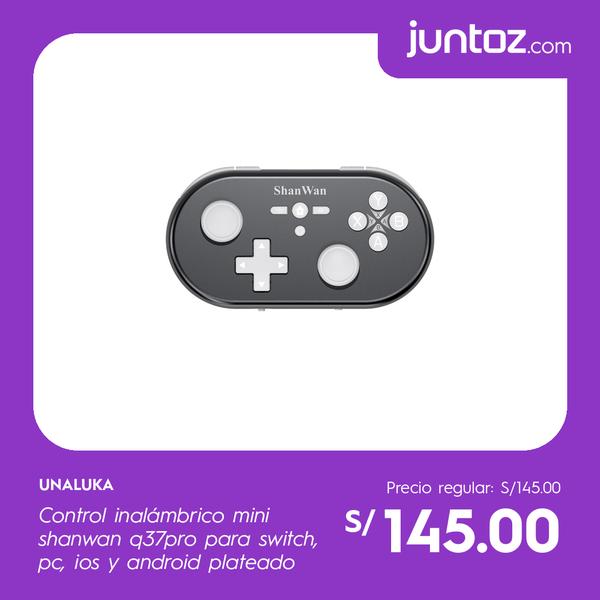 juntoz.com
ShanWan
Y
X B
A
UNALUKA
Control inalámbrico mini
shanwan q37pro para switch,
pc, ios y android plateado
Precio regular: S/145.00
S/145.00